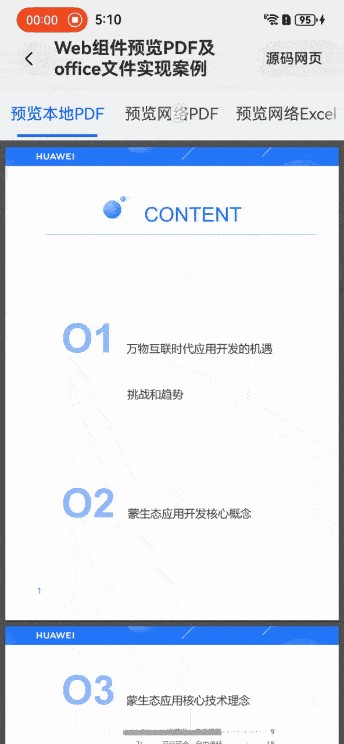 00:00 5:10 95
Web组件预览PDF及
office文件实现案例
源码网页
预览本地PDF 预览网络PDF 预览网络Excel
HUAWEI
CONTENT
01
万物互联时代应用开发的机遇
挑战和趋势
02
蒙生态应用开发核心概念
1
HUAWEI
03
蒙生态应用核心技术理念
9